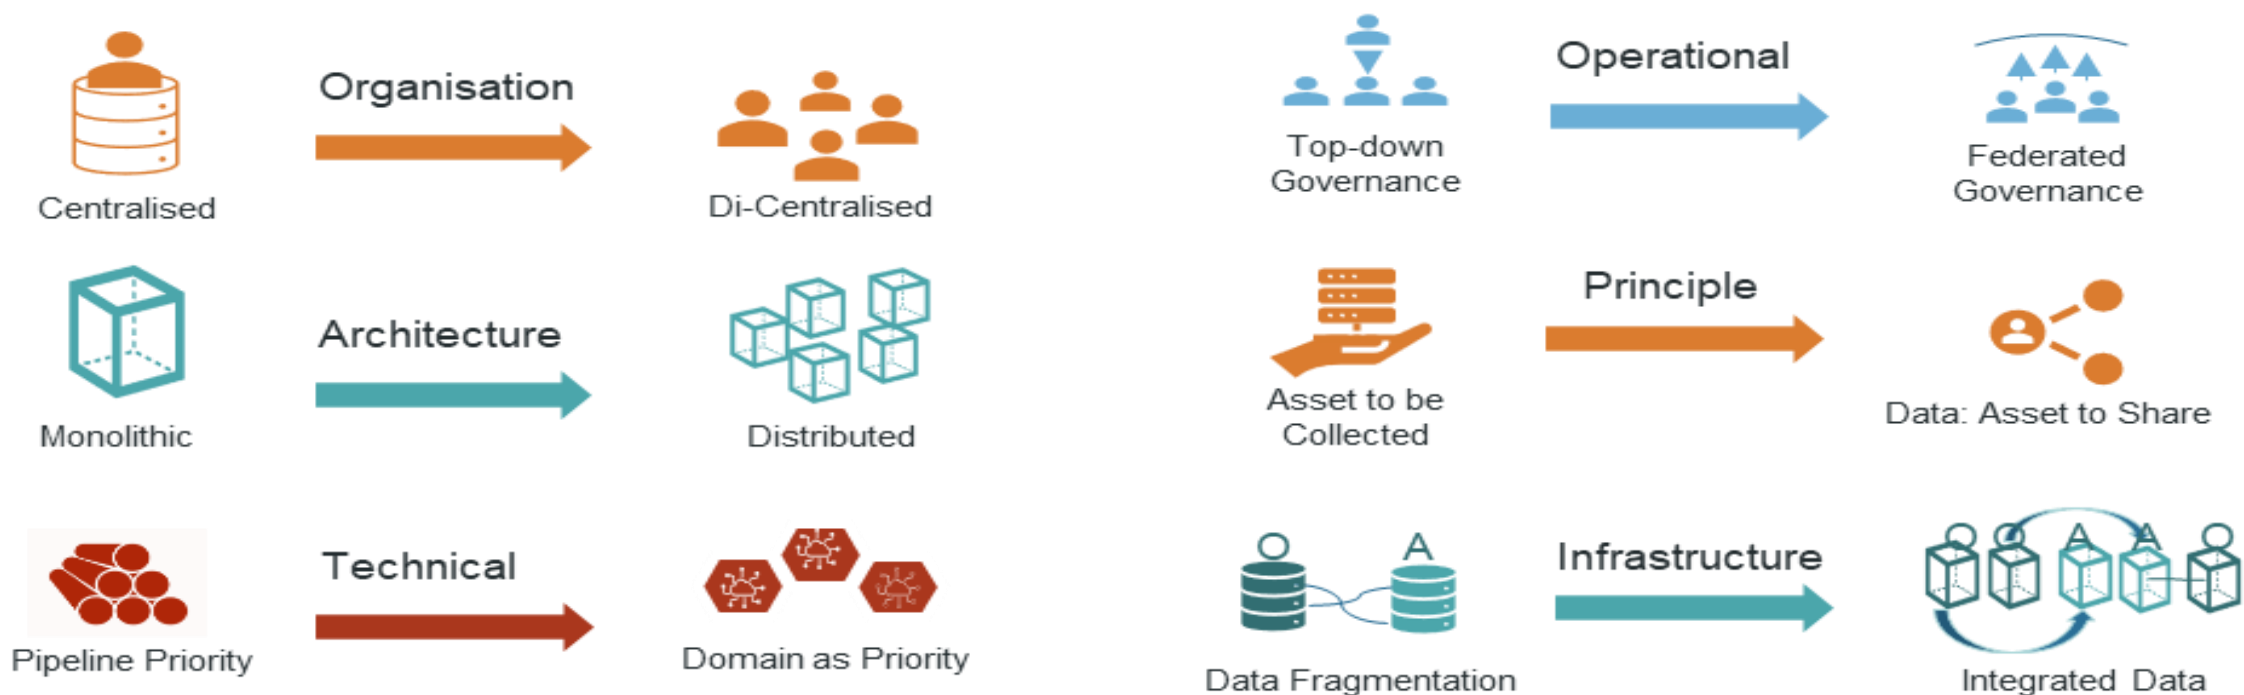 Organisation
Centralised
Di-Centralised
Architecture
Monolithic
Distributed
Technical
Pipeline Priority
Domain as Priority
Operational
Top-down
Governance
Federated
Governance
Principle
Asset to be
Collected
Data: Asset to Share
O
A
Infrastructure
O O A A O
Data Fragmentation
Integrated Data